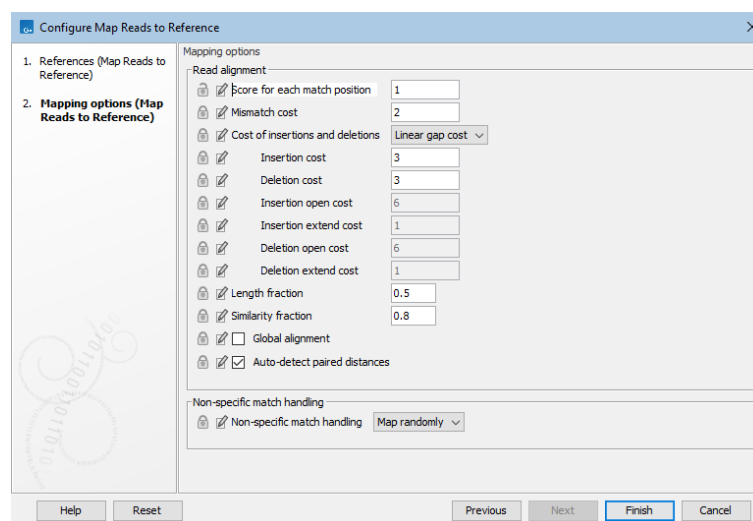 Configure Map Reads to Reference
1. References (Map Reads to
Reference)
2. Mapping options (Map
Reads to Reference)
Mapping options
Read alignment
Score for each match position 1
Mismatch cost 2
Cost of insertions and deletions Linear gap cost
Insertion cost 3
Deletion cost 3
Insertion open cost 6
Insertion extend cost 1
Deletion open cost 6
Deletion extend cost 1
Length fraction 0.5
Similarity fraction 0.8
Global alignment
Auto-detect paired distances
Non-specific match handling
Non-specific match handling Map randomly
Help Reset Previous Next Finish Cancel